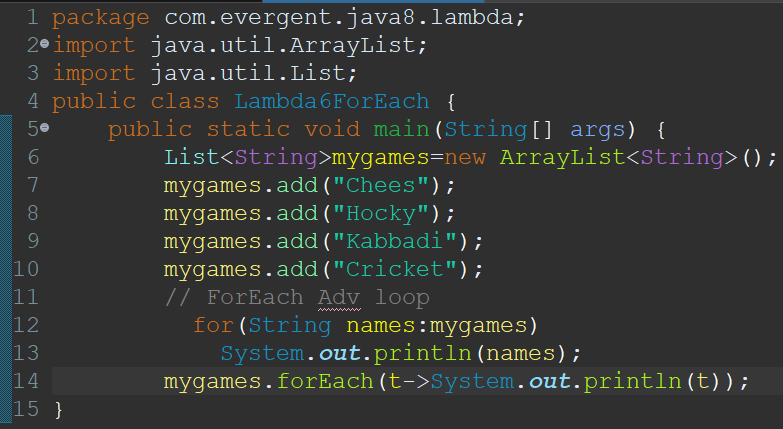 1 package com.evergent.java8.lambda;
2 import java.util.ArrayList;
3 import java.util.List;
4 public class Lambda6ForEach {
5     public static void main(String[] args) {
6         List<String>mygames=new ArrayList<String>();
7         mygames.add("Chees");
8         mygames.add("Hocky");
9         mygames.add("Kabbadi");
10         mygames.add("Cricket");
11         // ForEach Adv loop
12           for(String names:mygames)
13             System.out.println(names);
14         mygames.forEach(t->System.out.println(t));
15 }